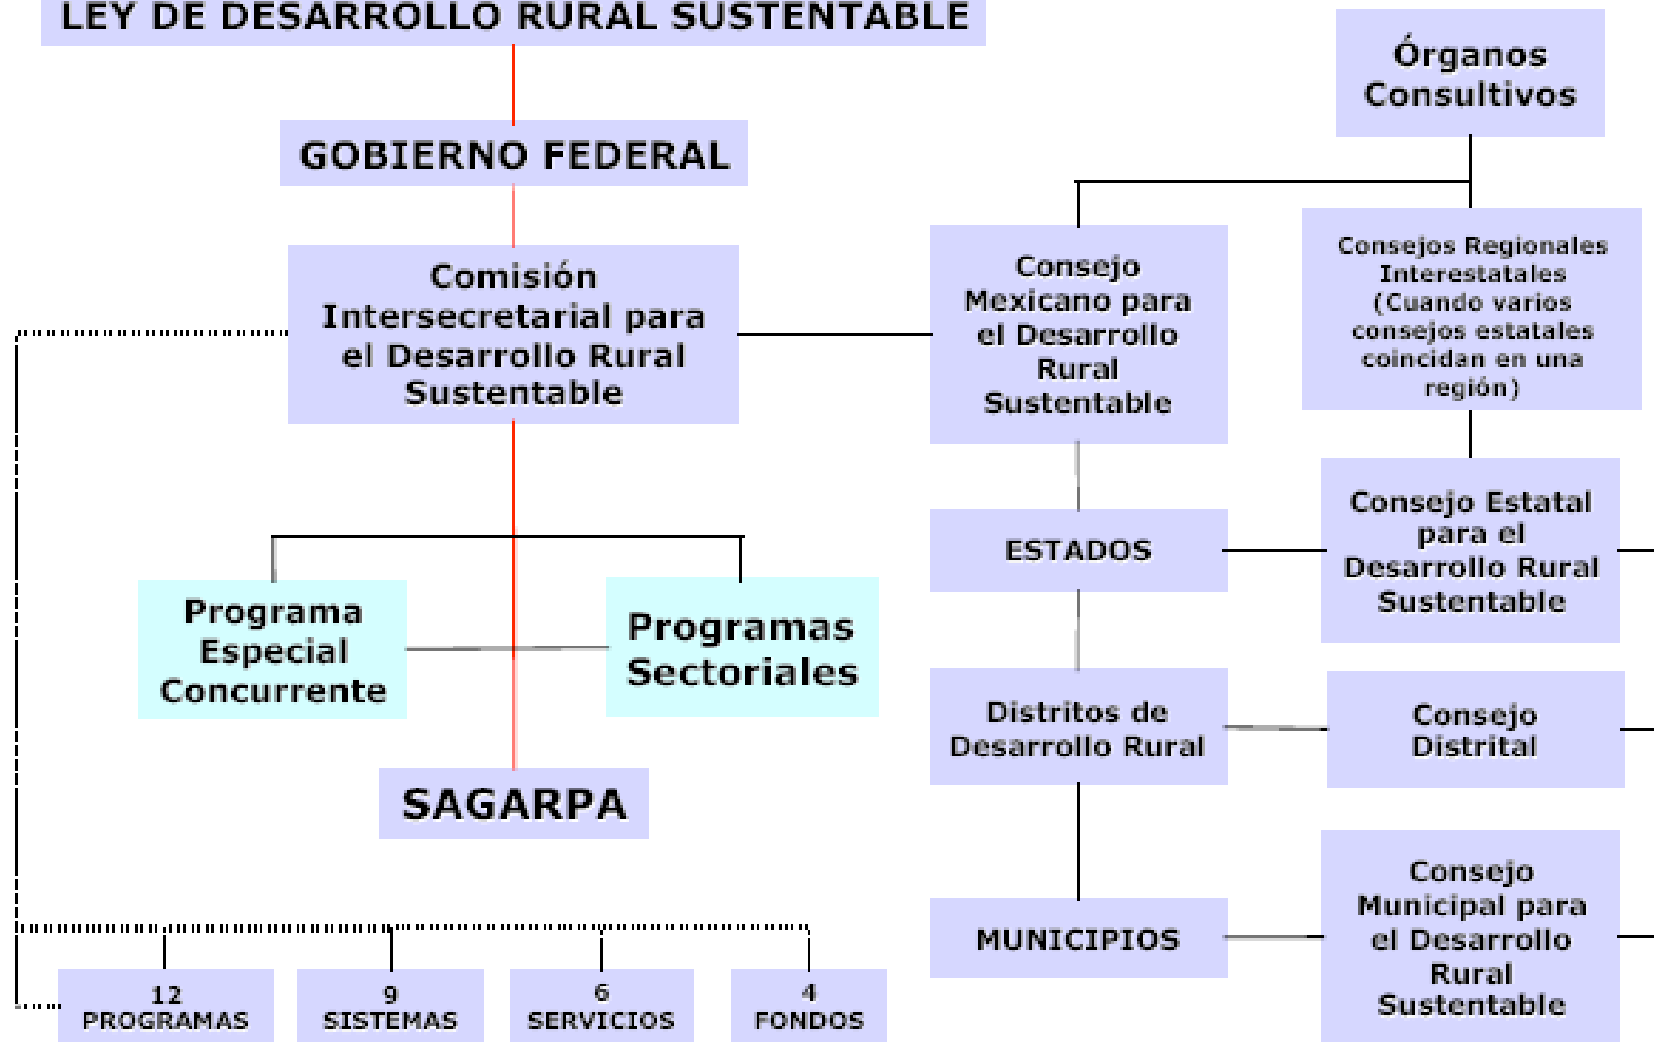 LEY DE DESARROLLO RURAL SUSTENTABLE
GOBIERNO FEDERAL
Comisión
Intersecretarial para
el Desarrollo Rural
Sustentable
Programa
Especial
Concurrente
Programas
Sectoriales
SAGARPA
12
PROGRAMAS
9
SISTEMAS
6
SERVICIOS
4
FONDOS
Órganos
Consultivos
Consejo
Mexicano para
el Desarrollo
Rural
Sustentable
Consejos Regionales
Interestatales
(Cuando varios
consejos estatales
coincidan en una
región)
ESTADOS
Consejo Estatal
para el
Desarrollo Rural
Sustentable
Distritos de
Desarrollo Rural
Consejo
Distrital
MUNICIPIOS
Consejo
Municipal para
el Desarrollo
Rural
Sustentable